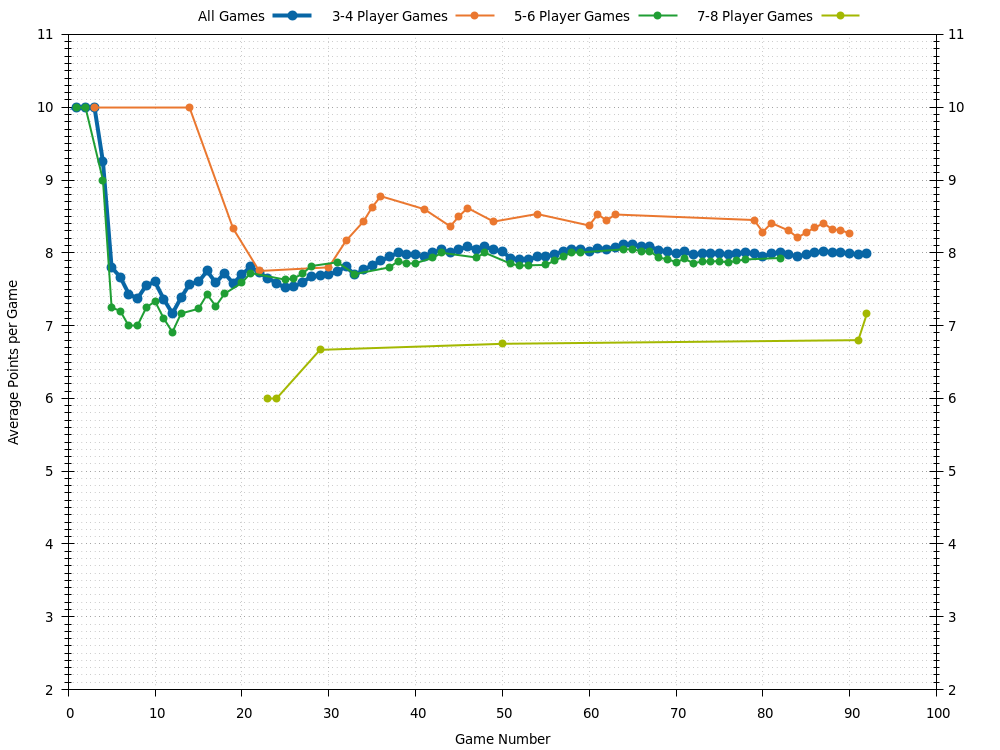 All Games 3-4 Player Games 5-6 Player Games 7-8 Player Games
11 11
10 10
9 9
8 8
7 7
6 6
5 5
4 4
3 3
2 2
Average Points per Game
0 10 20 30 40 50 60 70 80 90 100
Game Number